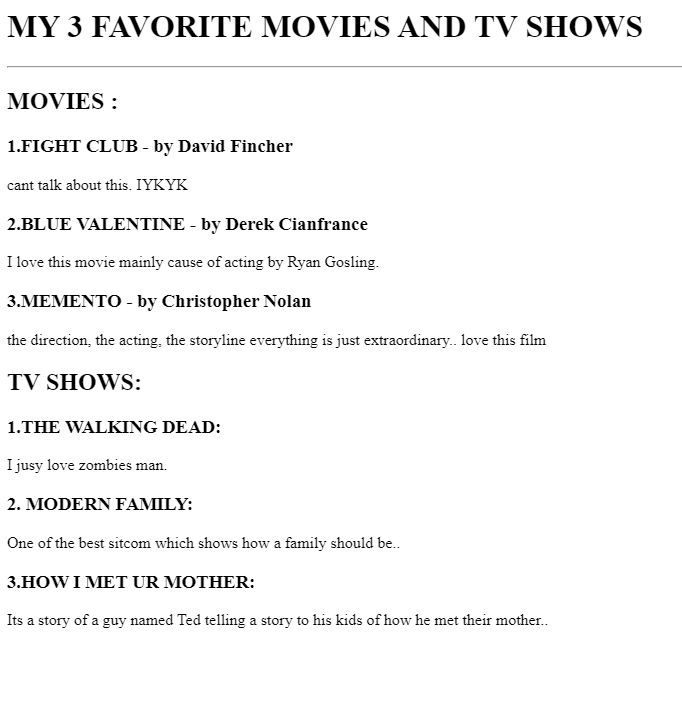 MY 3 FAVORITE MOVIES AND TV SHOWS
MOVIES :
1.FIGHT CLUB - by David Fincher
cant talk about this. IYKYK
2.BLUE VALENTINE - by Derek Cianfrance
I love this movie mainly cause of acting by Ryan Gosling.
3.MEMENTO - by Christopher Nolan
the direction, the acting, the storyline everything is just extraordinary.. love this film
TV SHOWS:
1.THE WALKING DEAD:
I jusy love zombies man.
2. MODERN FAMILY:
One of the best sitcom which shows how a family should be..
3.HOW I MET UR MOTHER:
Its a story of a guy named Ted telling a story to his kids of how he met their mother..